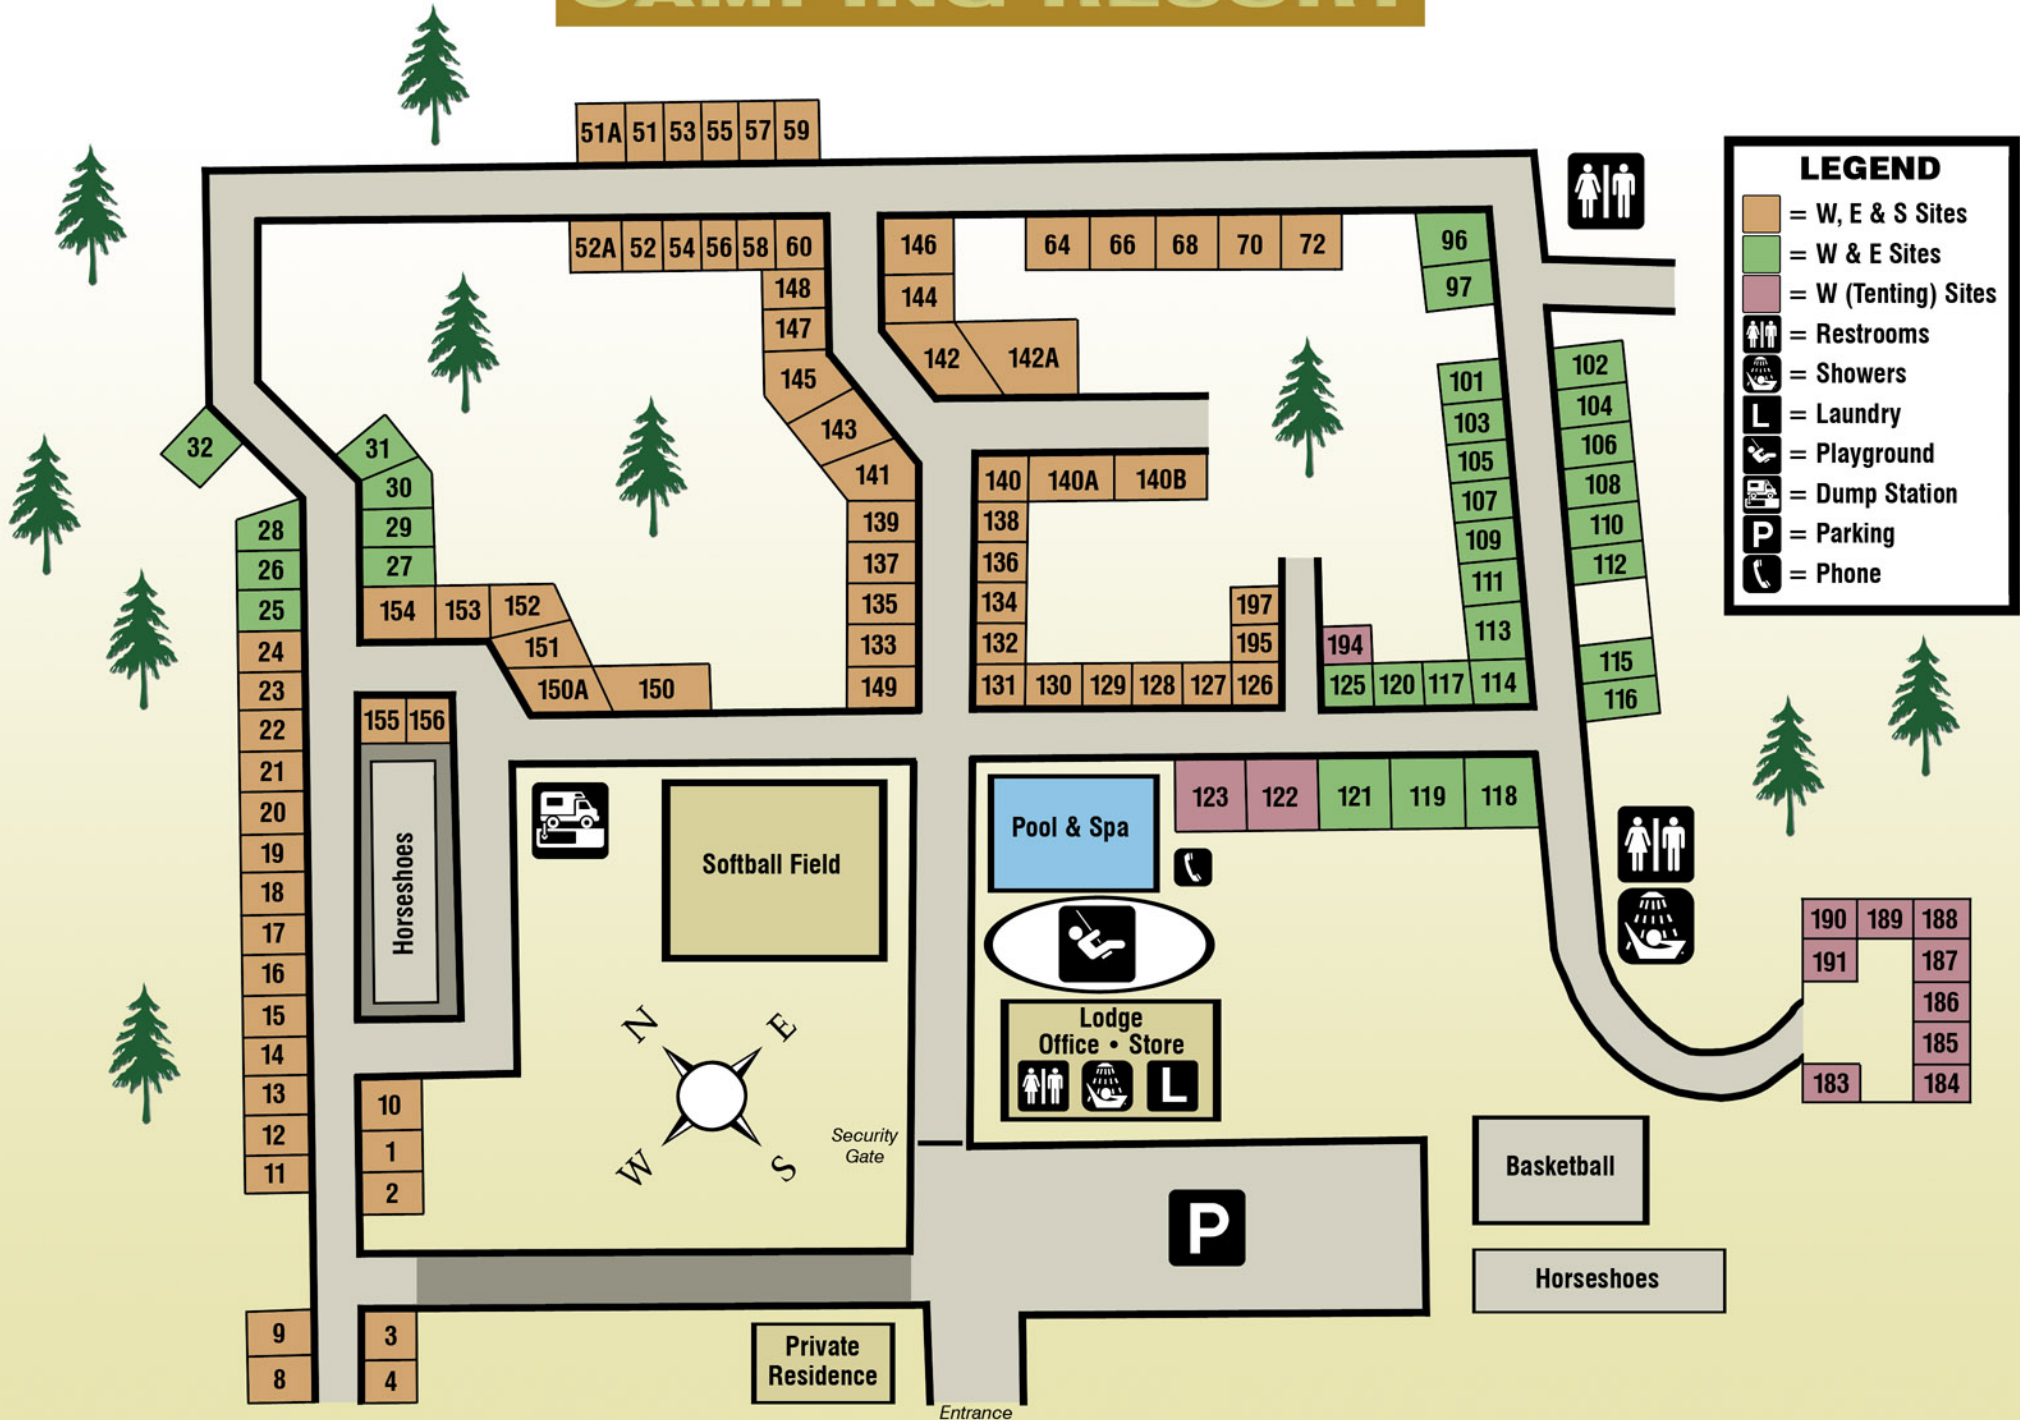 CAMPING RESORT
51A 51 53 55 57 59
52A 52 54 56 58 60
148
147
145
143
141
139
137
135
133
149
146
144
142 142A
64 66 68 70 72
96
97
101
103
105
107
109
111
113
102
104
106
108
110
112
115
116
140 140A 140B
138
136
134
132
131 130 129 128 127 126
197
195
194
125 120 117 114
32
31
30
29
27
154 153 152
151
150A 150
28
26
25
24
23
22
21
20
19
18
17
16
15
14
13
12
11
155 156
Horseshoes
10
1
2
9
8
3
4
Softball Field
N
E
W
S
Security
Gate
Pool & Spa
123 122 121 119 118
Lodge
Office • Store
L
P
190 189 188
191 187
186
185
183 184
Basketball
Horseshoes
Private
Residence
Entrance
LEGEND
= W, E & S Sites
= W & E Sites
= W (Tenting) Sites
= Restrooms
= Showers
L = Laundry
= Playground
= Dump Station
P = Parking
= Phone